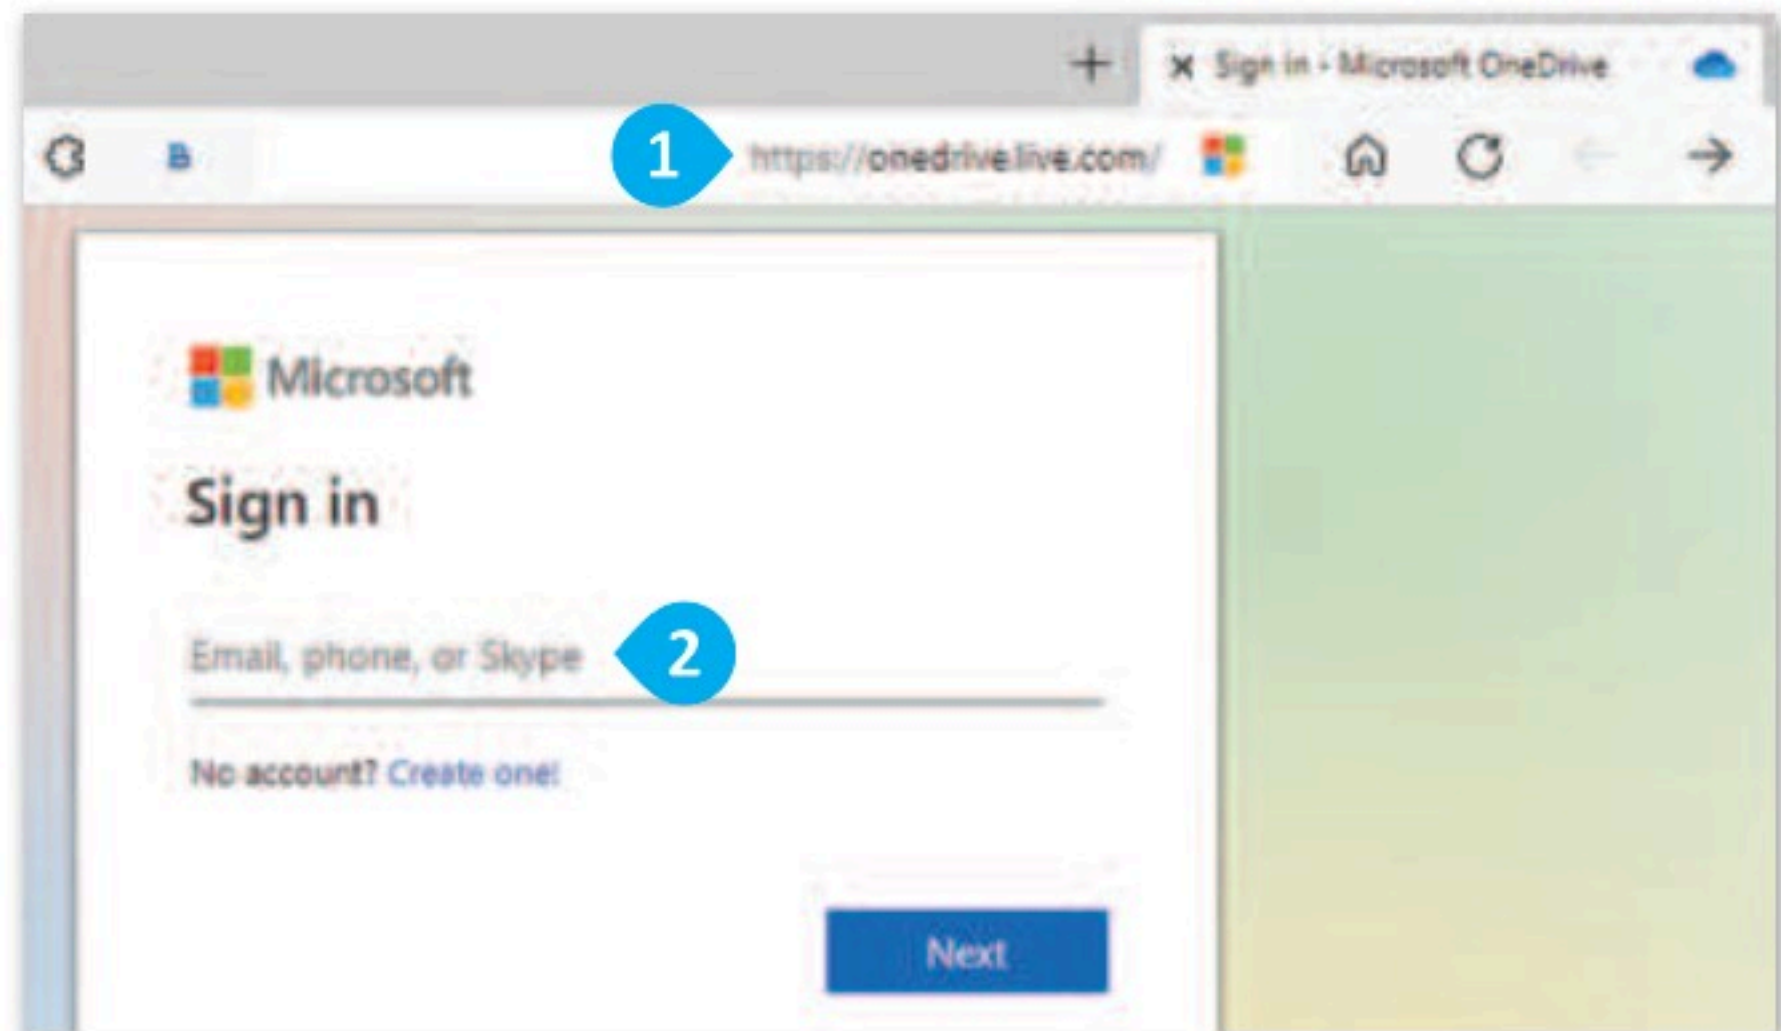 Sign in - Microsoft OneDrive
1 https://onedrive.live.com/
B
Microsoft
Sign in
Email, phone, or Skype 2
No account? Create one!
Next